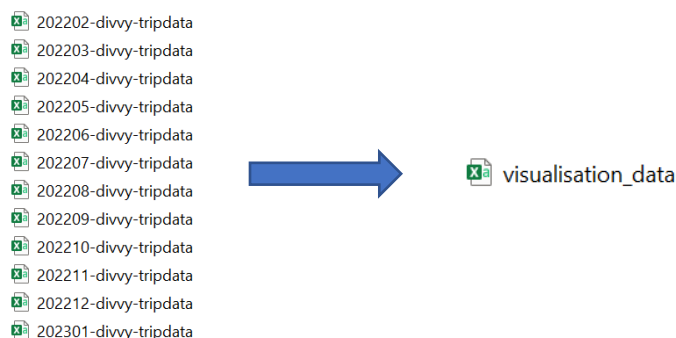 202202-divvy-tripdata
202203-divvy-tripdata
202204-divvy-tripdata
202205-divvy-tripdata
202206-divvy-tripdata
202207-divvy-tripdata
202208-divvy-tripdata
202209-divvy-tripdata
202210-divvy-tripdata
202211-divvy-tripdata
202212-divvy-tripdata
202301-divvy-tripdata
visualisation_data